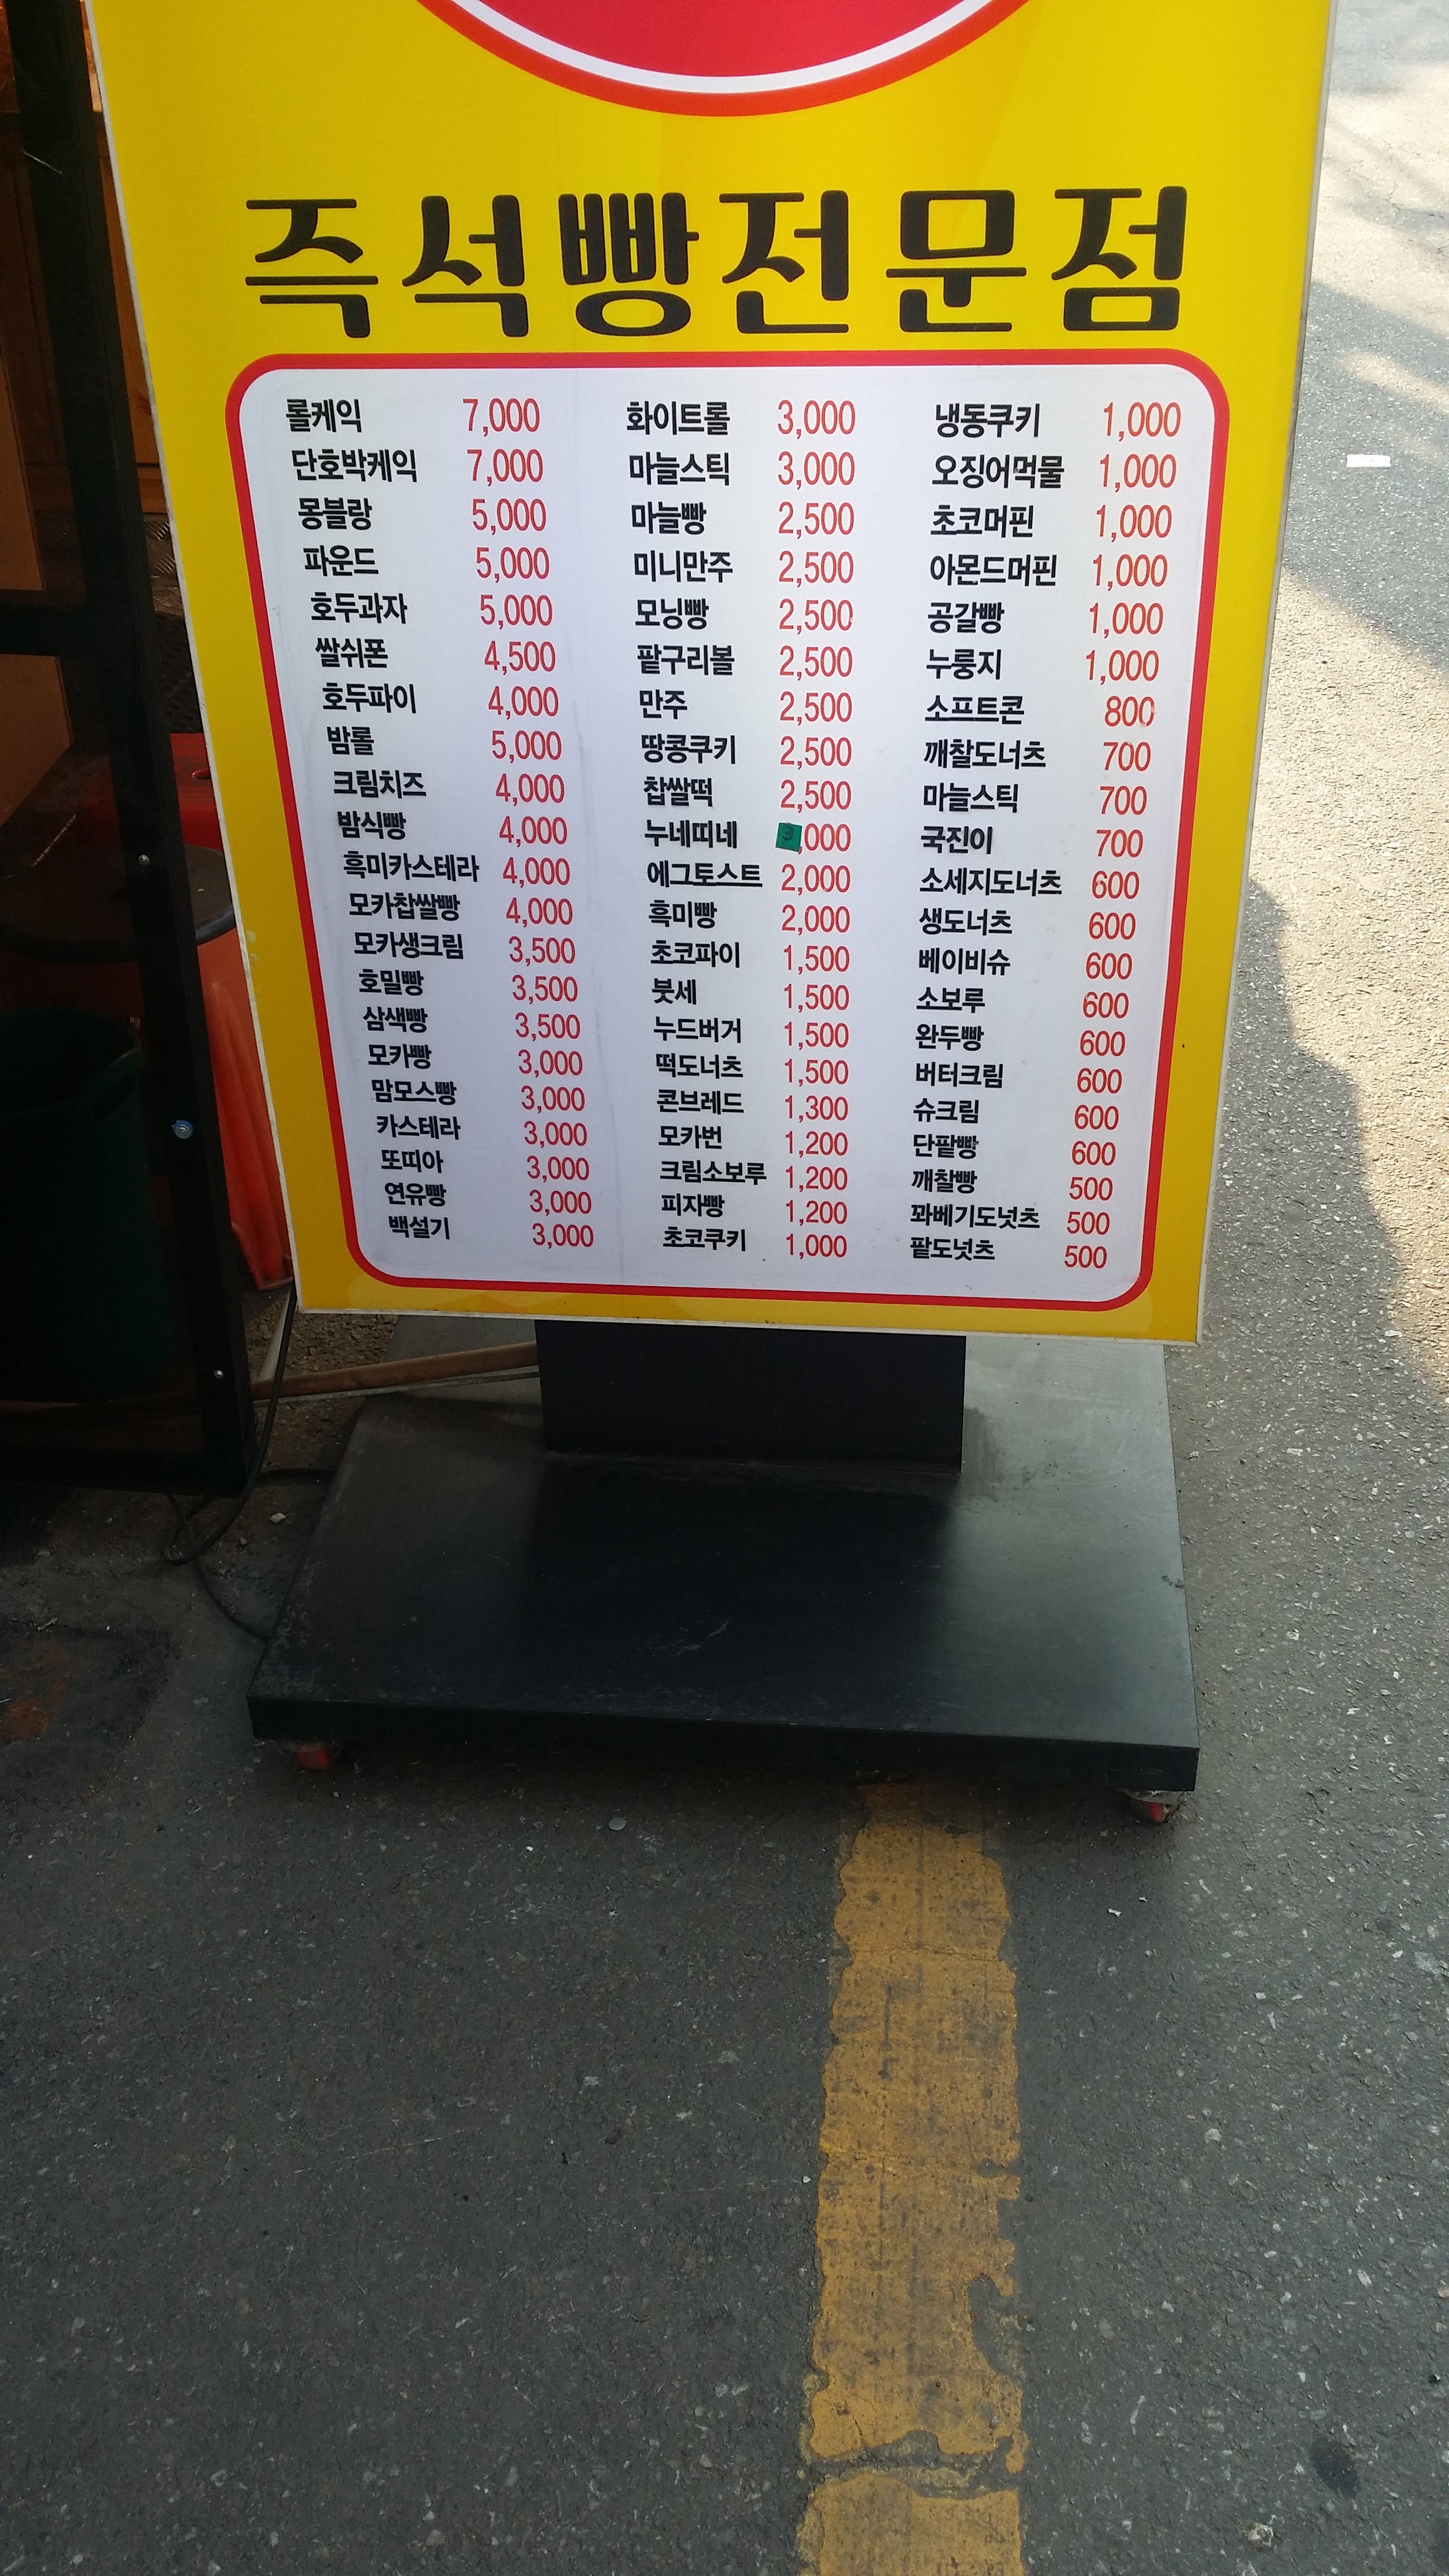 즉석빵전문점
롤케익 7,000
단호박케익 7,000
몽블랑 5,000
파운드 5,000
호두과자 5,000
쌀쉬폰 4,500
호두파이 4,000
밤롤 5,000
크림치즈 4,000
밤식빵 4,000
흑미카스테라 4,000
모카찹쌀빵 4,000
모카생크림 3,500
호밀빵 3,500
삼색빵 3,500
모카빵 3,000
맘모스빵 3,000
카스테라 3,000
또띠아 3,000
연유빵 3,000
백설기 3,000
화이트롤 3,000
마늘스틱 3,000
마늘빵 2,500
미니만주 2,500
모닝빵 2,500
팥구리볼 2,500
만주 2,500
땅콩쿠키 2,500
찹쌀떡 2,500
누네띠네 3,000
에그토스트 2,000
흑미빵 2,000
초코파이 1,500
붓세 1,500
누드버거 1,500
떡도너츠 1,500
콘브레드 1,300
모카번 1,200
크림소보루 1,200
피자빵 1,200
초코쿠키 1,000
냉동쿠키 1,000
오징어먹물 1,000
초코머핀 1,000
아몬드머핀 1,000
공갈빵 1,000
누룽지 1,000
소프트콘 800
깨찰도너츠 700
마늘스틱 700
국진이 700
소세지도너츠 600
생도너츠 600
베이비슈 600
소보루 600
완두빵 600
버터크림 600
슈크림 600
단팥빵 600
깨찰빵 500
꽈베기도넛츠 500
팥도넛츠 500